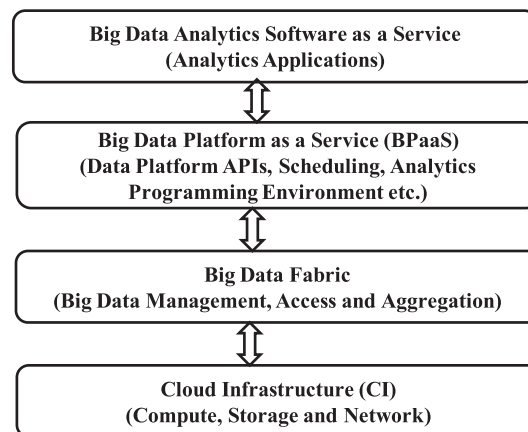 Big Data Analytics Software as a Service
(Analytics Applications)
Big Data Platform as a Service (BPaaS)
(Data Platform APIs, Scheduling, Analytics
Programming Environment etc.)
Big Data Fabric
(Big Data Management, Access and Aggregation)
Cloud Infrastructure (CI)
(Compute, Storage and Network)